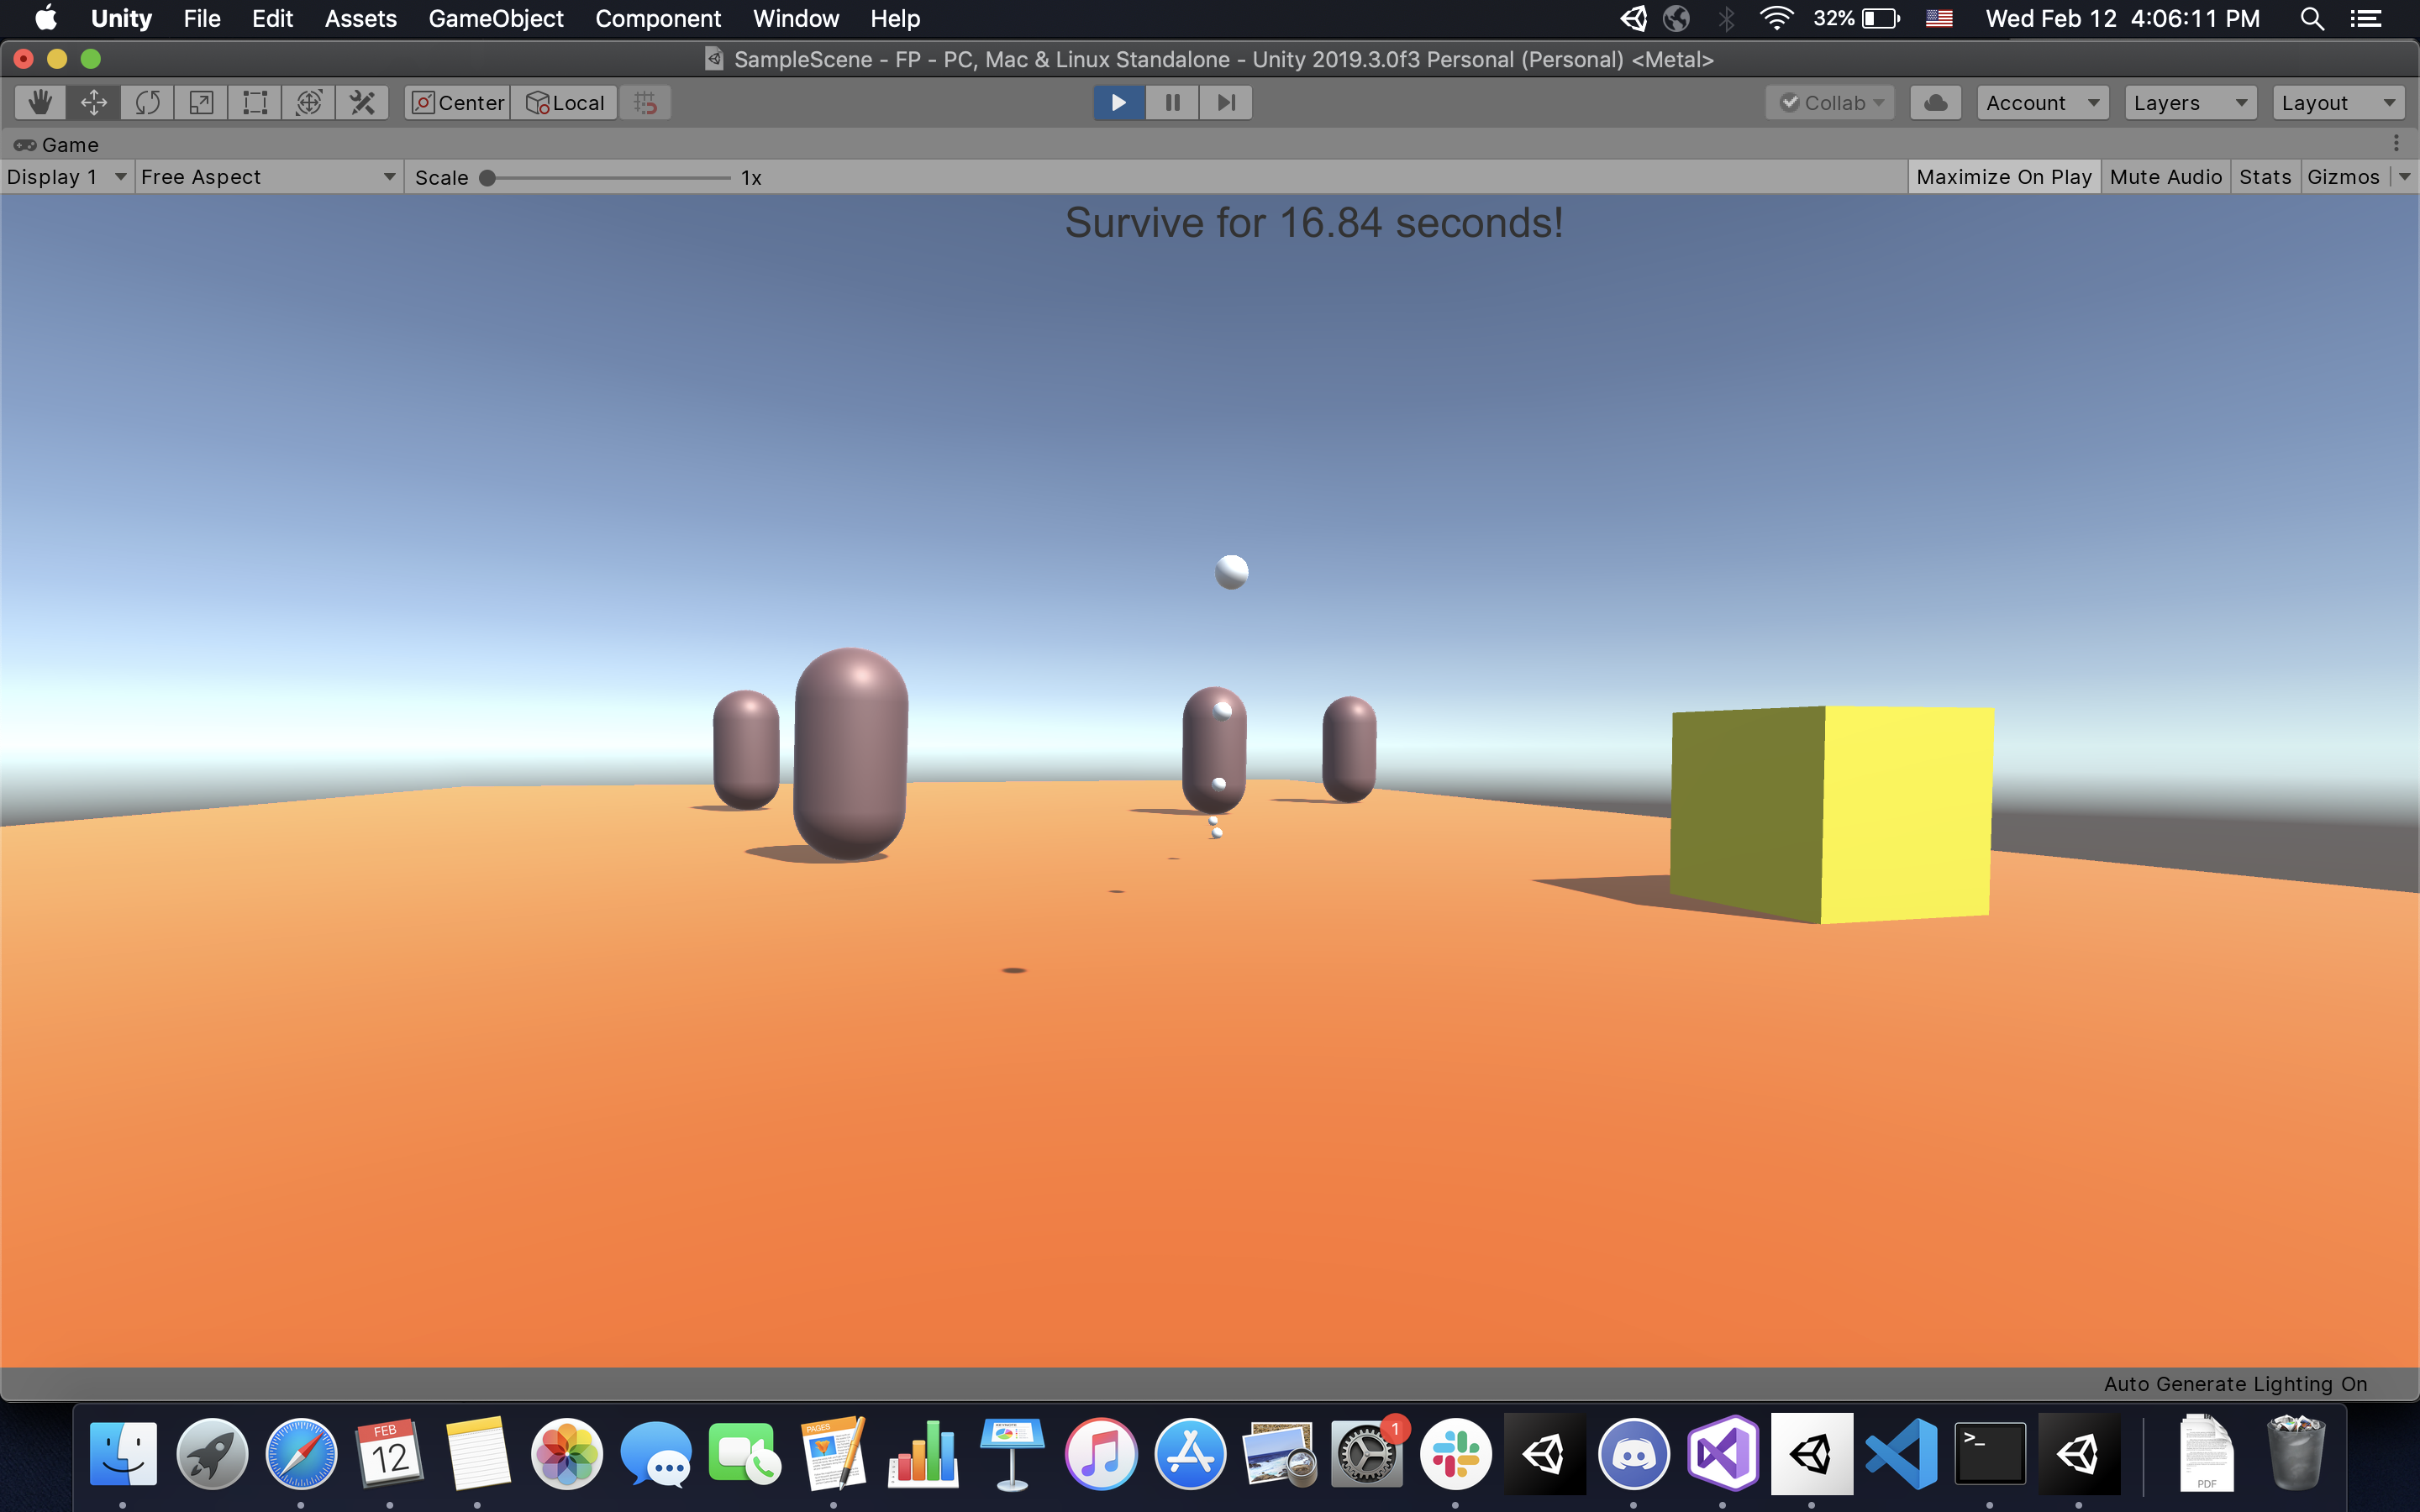 Unity File Edit Assets GameObject Component Window Help 32% Wed Feb 12 4:06:11 PM
SampleScene - FP - PC, Mac & Linux Standalone - Unity 2019.3.0f3 Personal (Personal) <Metal>
Center Local Collab Account Layers Layout
Game
Display 1 Free Aspect Scale 1x Maximize On Play Mute Audio Stats Gizmos
Survive for 16.84 seconds!
Auto Generate Lighting On
FEB
12
PAGES
1
>_
PDF